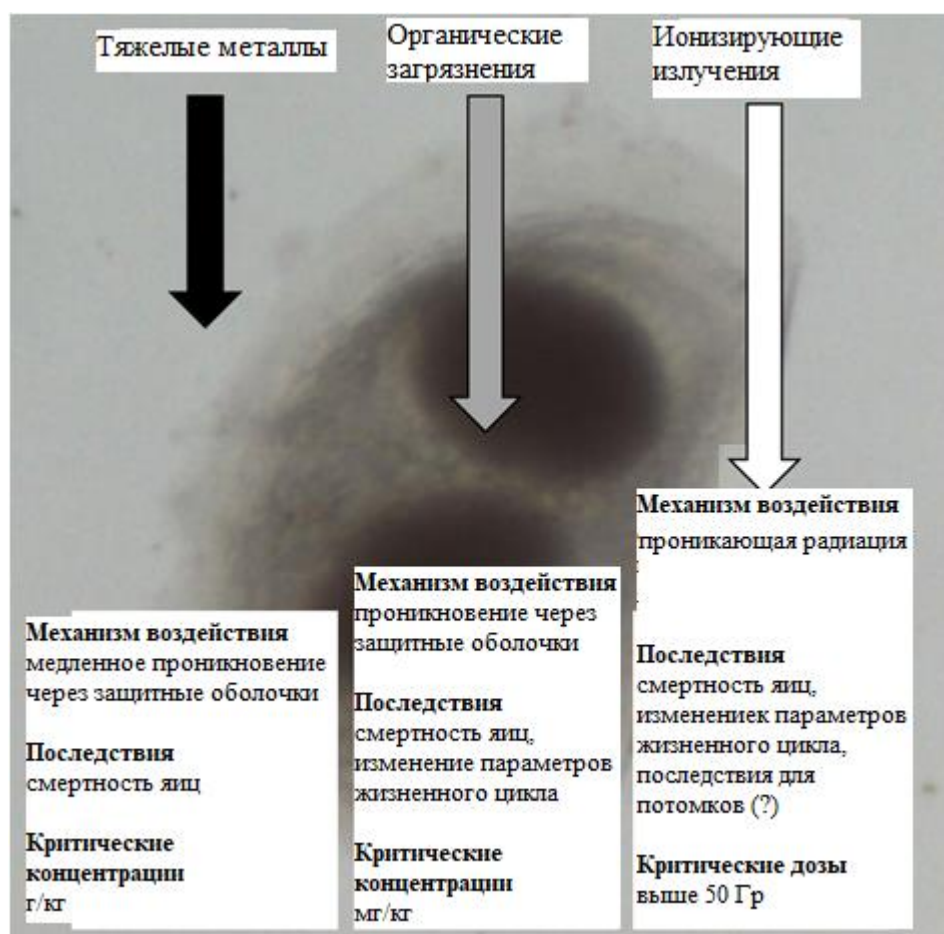 Тяжелые металлы
Органические
загрязнения
Ионизирующие
излучения
Механизм воздействия
медленное проникновение
через защитные оболочки
Последствия
смертность яиц
Критические
концентрации
г/кг
Механизм воздействия
проникновение через
защитные оболочки
Последствия
смертность яиц,
изменение параметров
жизненного цикла
Критические
концентрации
мг/кг
Механизм воздействия
проникающая радиация
Последствия
смертность яиц,
изменениек параметров
жизненного цикла,
последствия для
потомков (?)
Критические дозы
выше 50 Гр